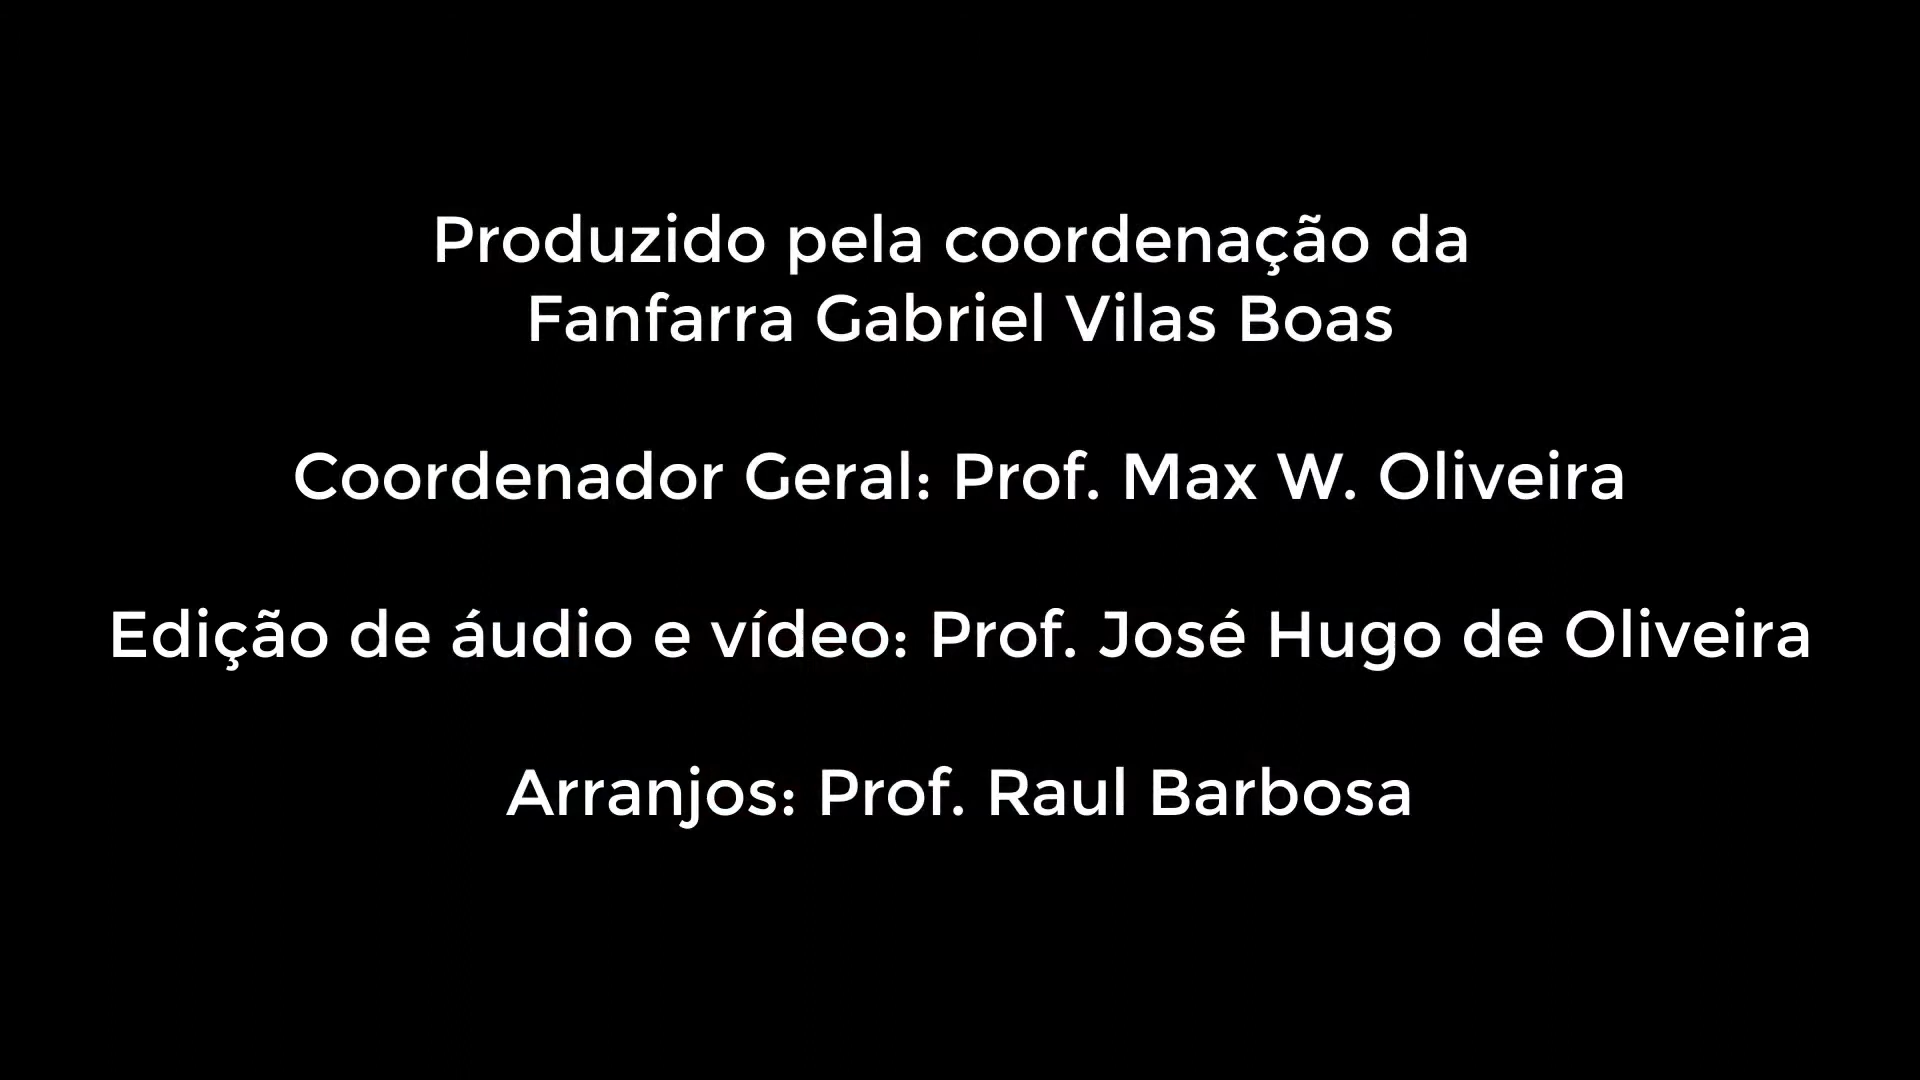 Produzido pela coordenação da
Fanfarra Gabriel Vilas Boas
Coordenador Geral: Prof. Max W. Oliveira
Edição de áudio e vídeo: Prof. José Hugo de Oliveira
Arranjos: Prof. Raul Barbosa